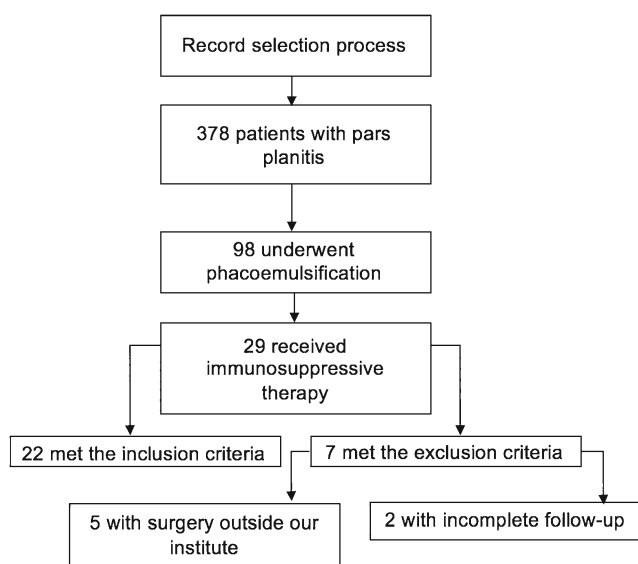 Record selection process
378 patients with pars
planitis
98 underwent
phacoemulsification
29 received
immunosuppressive
therapy
22 met the inclusion criteria
7 met the exclusion criteria
5 with surgery outside our
institute
2 with incomplete follow-up